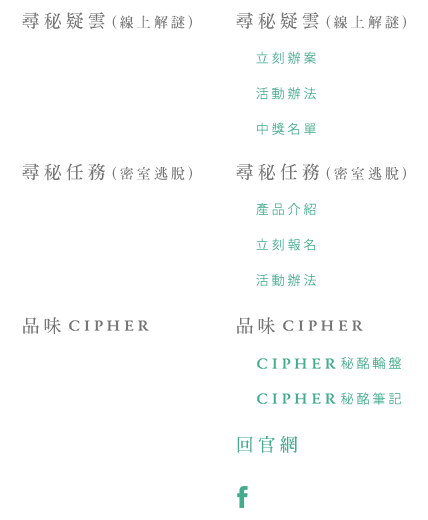 尋秘疑雲(線上解謎)
尋秘疑雲(線上解謎)
立刻辦案
活動辦法
中獎名單
尋秘任務(密室逃脫)
尋秘任務(密室逃脫)
產品介紹
立刻報名
活動辦法
品味 CIPHER
品味 CIPHER
CIPHER 秘酩輪盤
CIPHER 秘酩筆記
回官網
f